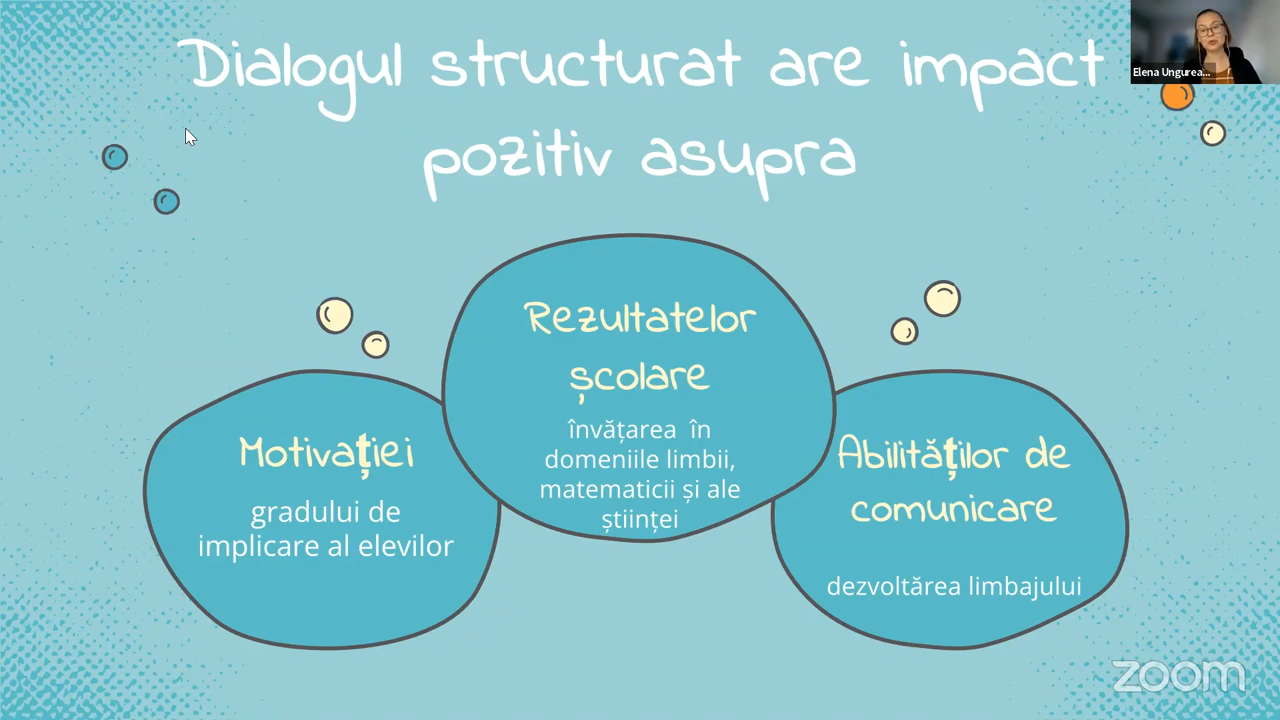 Dialogul structurat are impact
pozitiv asupra
Elena Ungurea...
Rezultatelor
școlare
învățarea în
domeniile limbii,
matematicii și ale
științei
Motivației
gradului de
implicare al elevilor
Abilităților de
comunicare
dezvoltărea limbajului
zoom